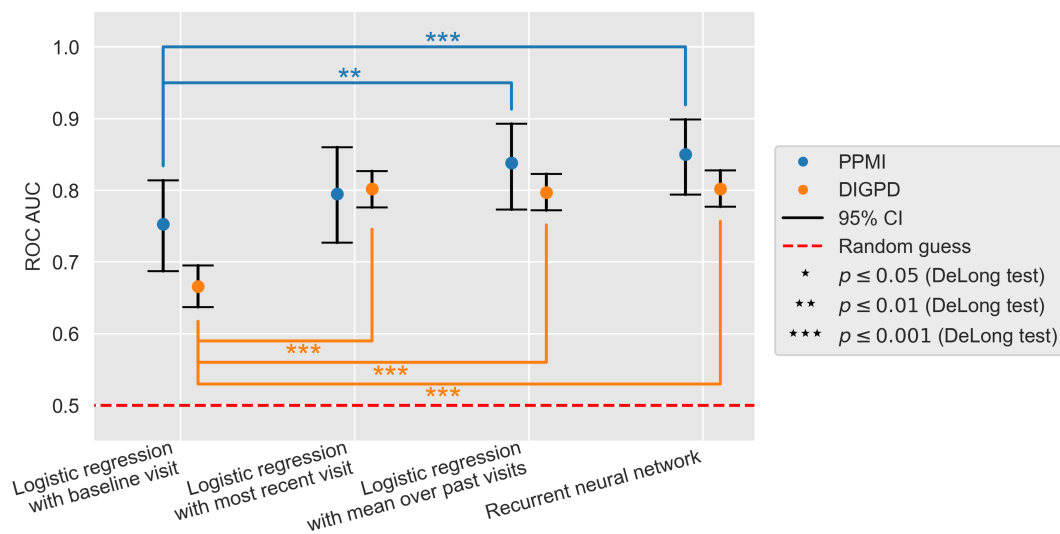 1.0
0.9
0.8
0.7
0.6
0.5
ROC AUC
***
**
***
***
***
Logistic regression
with baseline visit
Logistic regression
with most recent visit
Logistic regression
with mean over past visits
Recurrent neural network
PPMI
DIGPD
95% CI
Random guess
★ p ≤ 0.05 (DeLong test)
★★ p ≤ 0.01 (DeLong test)
★★★ p ≤ 0.001 (DeLong test)